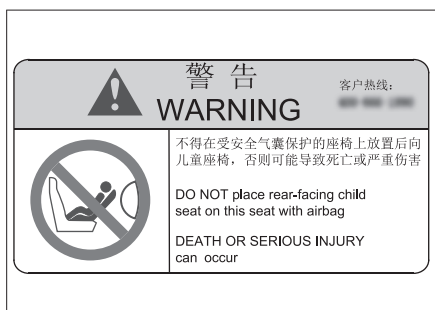 警 告
WARNING
客户热线：
不得在受安全气囊保护的座椅上放置后向
儿童座椅，否则可能导致死亡或严重伤害
DO NOT place rear-facing child
seat on this seat with airbag
DEATH OR SERIOUS INJURY
can occur